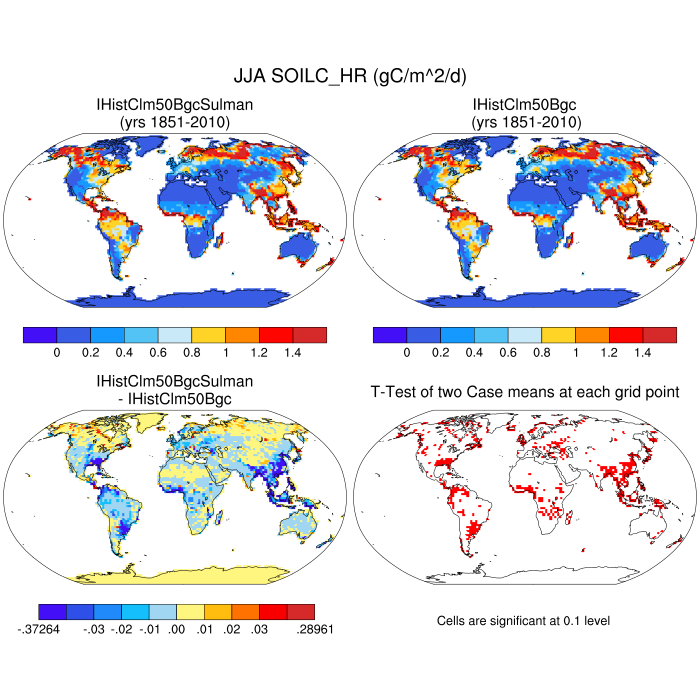 JJA SOILC_HR (gC/m^2/d)
IHistClm50BgcSulman
(yrs 1851-2010)
IHistClm50Bgc
(yrs 1851-2010)
0 0.2 0.4 0.6 0.8 1 1.2 1.4
0 0.2 0.4 0.6 0.8 1 1.2 1.4
IHistClm50BgcSulman
- IHistClm50Bgc
T-Test of two Case means at each grid point
-.37264 -.03 -.02 -.01 .00 .01 .02 .03 .28961
Cells are significant at 0.1 level